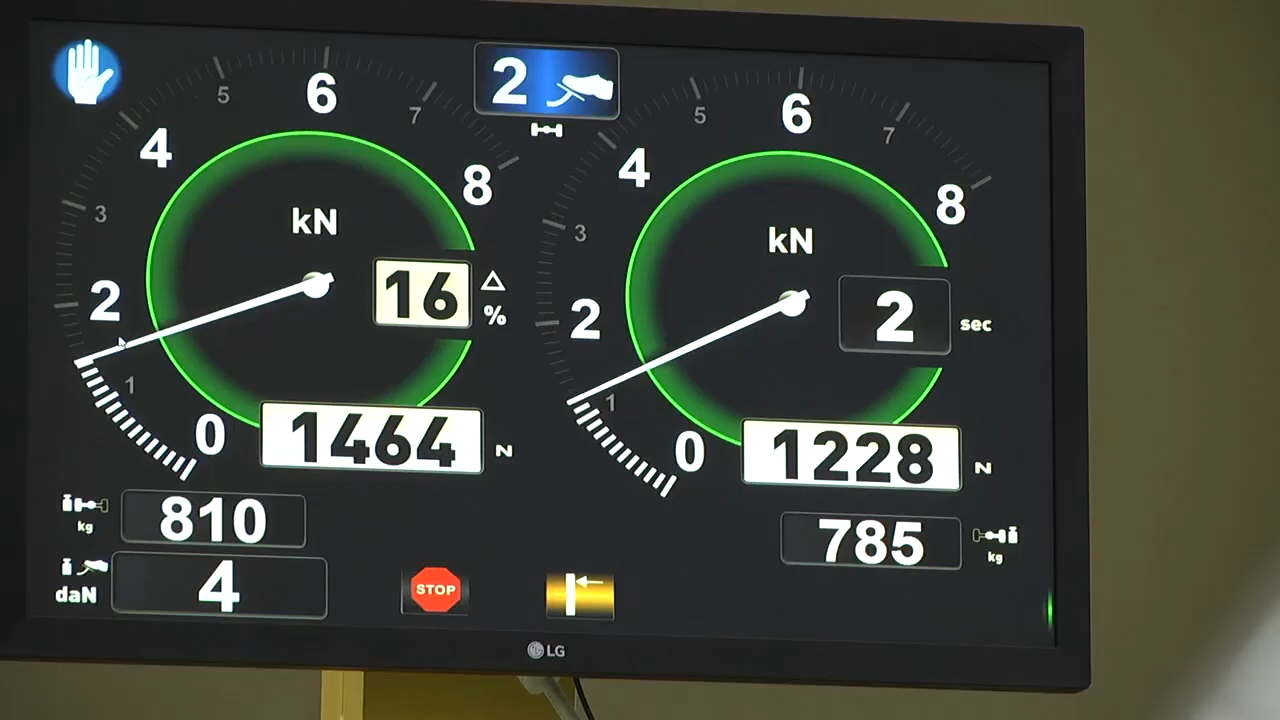 5 6 7
4 8
3
2
1
0
kN
16 △
%
1464 N
2
5 6 7
4 8
3
2
1
0
kN
2 sec
1228 N
kg 810
daN 4
STOP
785 kg
LG